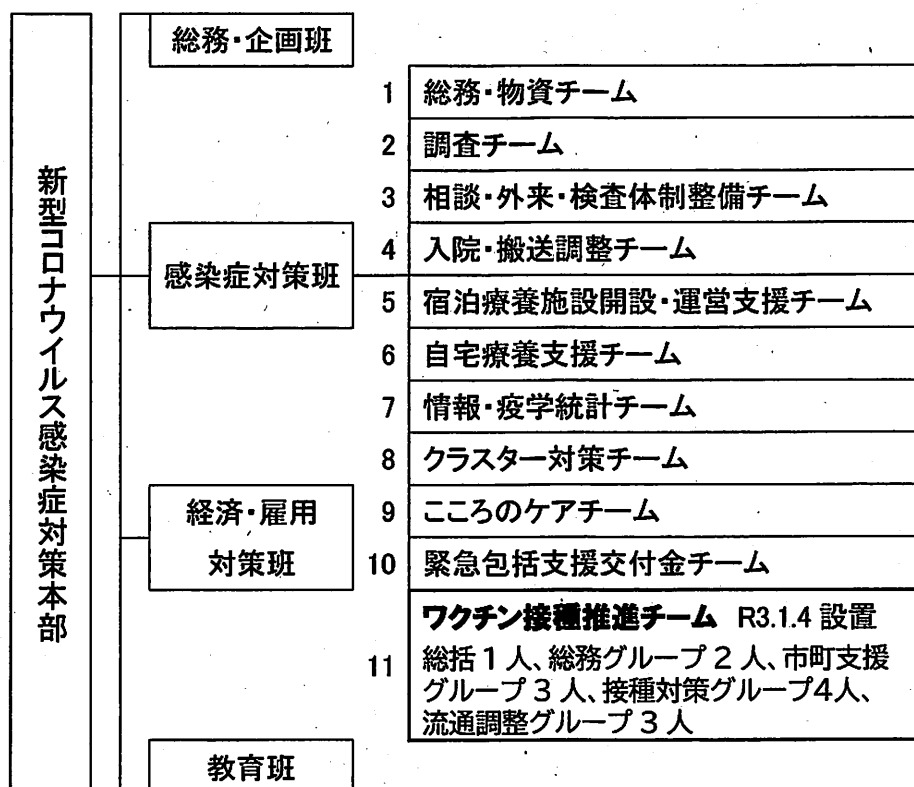 新型コロナウイルス感染症対策本部
総務・企画班
感染症対策班
1 総務・物資チーム
2 調査チーム
3 相談・外来・検査体制整備チーム
4 入院・搬送調整チーム
5 宿泊療養施設開設・運営支援チーム
6 自宅療養支援チーム
7 情報・疫学統計チーム
8 クラスター対策チーム
9 こころのケアチーム
10 緊急包括支援交付金チーム
11 ワクチン接種推進チーム R3.1.4 設置
総括 1 人、総務グループ 2 人、市町支援
グループ 3 人、接種対策グループ4人、
流通調整グループ 3 人
経済・雇用
対策班
教育班